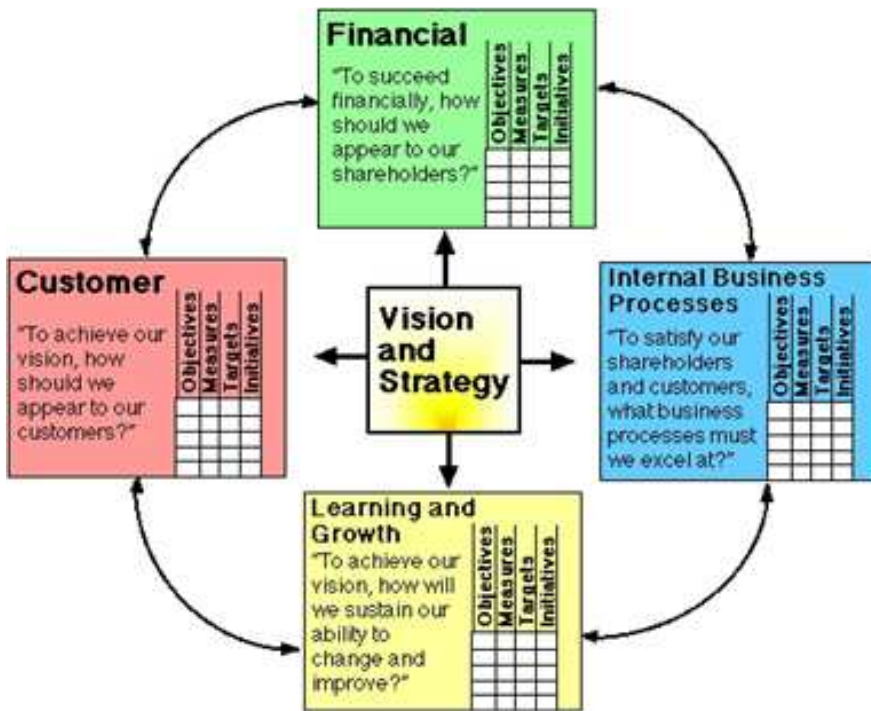 Financial
“To succeed
financially, how
should we
appear to our
shareholders?”
Objectives
Measures
Targets
Initiatives
Customer
“To achieve our
vision, how
should we
appear to our
customers?”
Objectives
Measures
Targets
Initiatives
Vision
and
Strategy
Internal Business
Processes
“To satisfy our
shareholders
and customers,
what business
processes must
we excel at?”
Objectives
Measures
Targets
Initiatives
Learning and
Growth
“To achieve our
vision, how will
we sustain our
ability to
change and
improve?”
Objectives
Measures
Targets
Initiatives